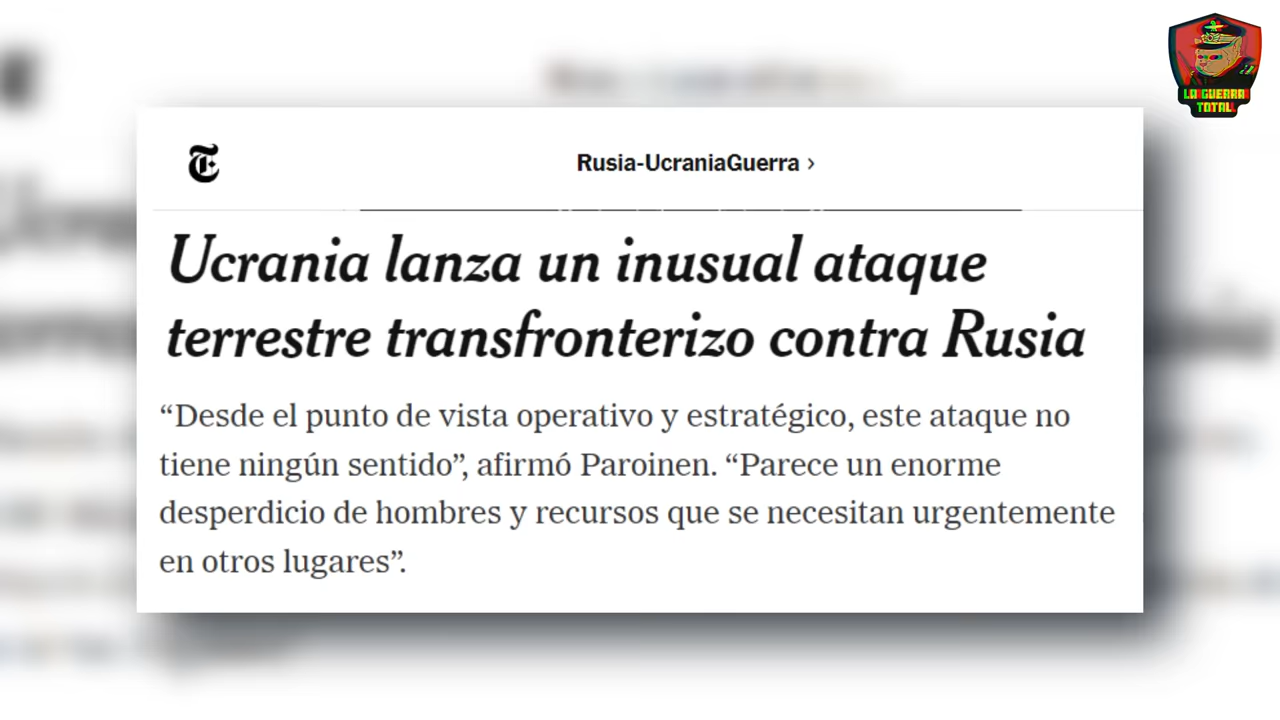 LA GUERRA
TOTAL
T
Rusia-UcraniaGuerra >
Ucrania lanza un inusual ataque
terrestre transfronterizo contra Rusia
“Desde el punto de vista operativo y estratégico, este ataque no
tiene ningún sentido”, afirmó Paroinen. “Parece un enorme
desperdicio de hombres y recursos que se necesitan urgentemente
en otros lugares”.